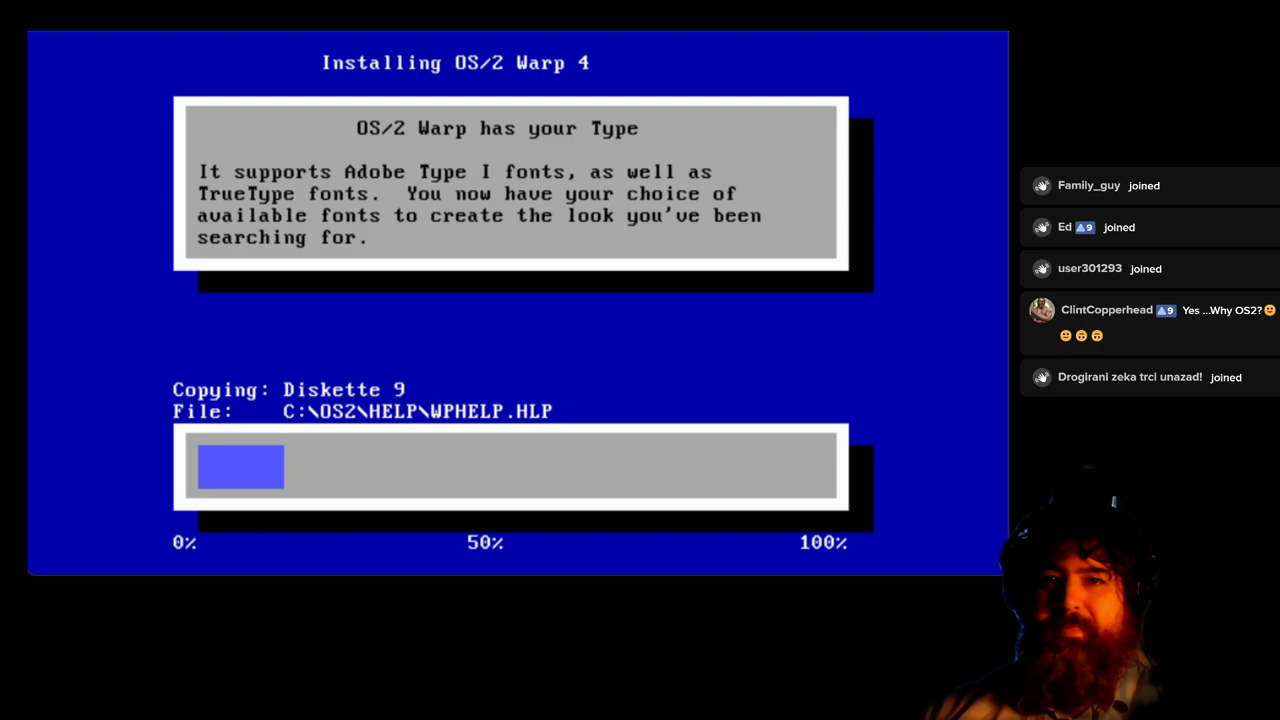 Installing OS/2 Warp 4
OS/2 Warp has your Type
It supports Adobe Type I fonts, as well as
TrueType fonts. You now have your choice of
available fonts to create the look you've been
searching for.
Copying: Diskette 9
File: C:\OS2\HELP\WPHELP.HLP
0% 50% 100%
Family_guy joined
Ed 9 joined
user301293 joined
ClintCopperhead 9 Yes ...Why OS2?🙂
🙂🙃🙃
Drogirani zeka trci unazad! joined